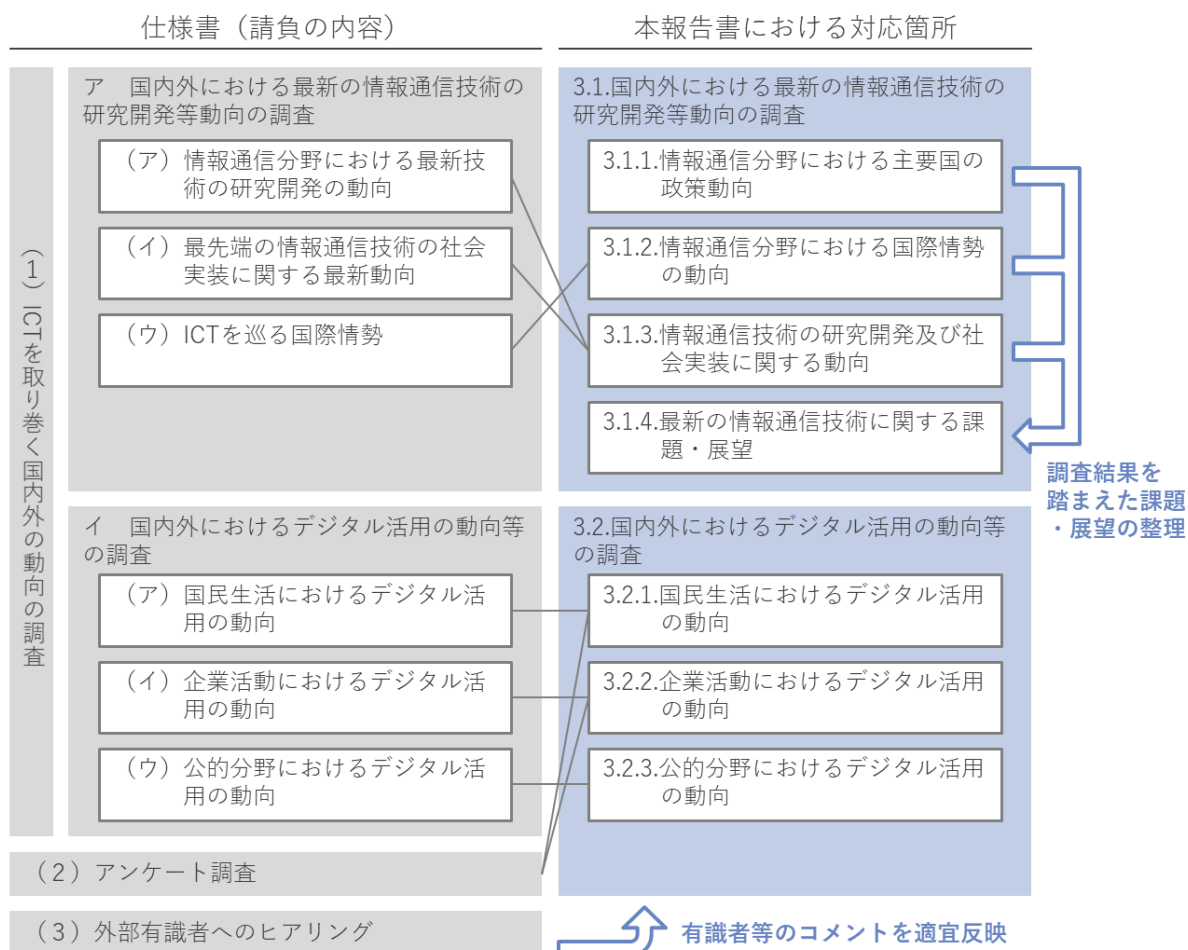 仕様書（請負の内容）
本報告書における対応箇所
（1）ICTを取り巻く国内外の動向の調査
ア　国内外における最新の情報通信技術の
研究開発等動向の調査
（ア）情報通信分野における最新技
術の研究開発の動向
（イ）最先端の情報通信技術の社会
実装に関する最新動向
（ウ）ICTを巡る国際情勢
3.1.国内外における最新の情報通信技術の
研究開発等動向の調査
3.1.1.情報通信分野における主要国の
政策動向
3.1.2.情報通信分野における国際情勢
の動向
3.1.3.情報通信技術の研究開発及び社
会実装に関する動向
3.1.4.最新の情報通信技術に関する課
題・展望
調査結果を
踏まえた課題
・展望の整理
イ　国内外におけるデジタル活用の動向等
の調査
（ア）国民生活におけるデジタル活
用の動向
（イ）企業活動におけるデジタル活
用の動向
（ウ）公的分野におけるデジタル活
用の動向
3.2.国内外におけるデジタル活用の動向等
の調査
3.2.1.国民生活におけるデジタル活用
の動向
3.2.2.企業活動におけるデジタル活用
の動向
3.2.3.公的分野におけるデジタル活用
の動向
（2）アンケート調査
（3）外部有識者へのヒアリング
有識者等のコメントを適宜反映